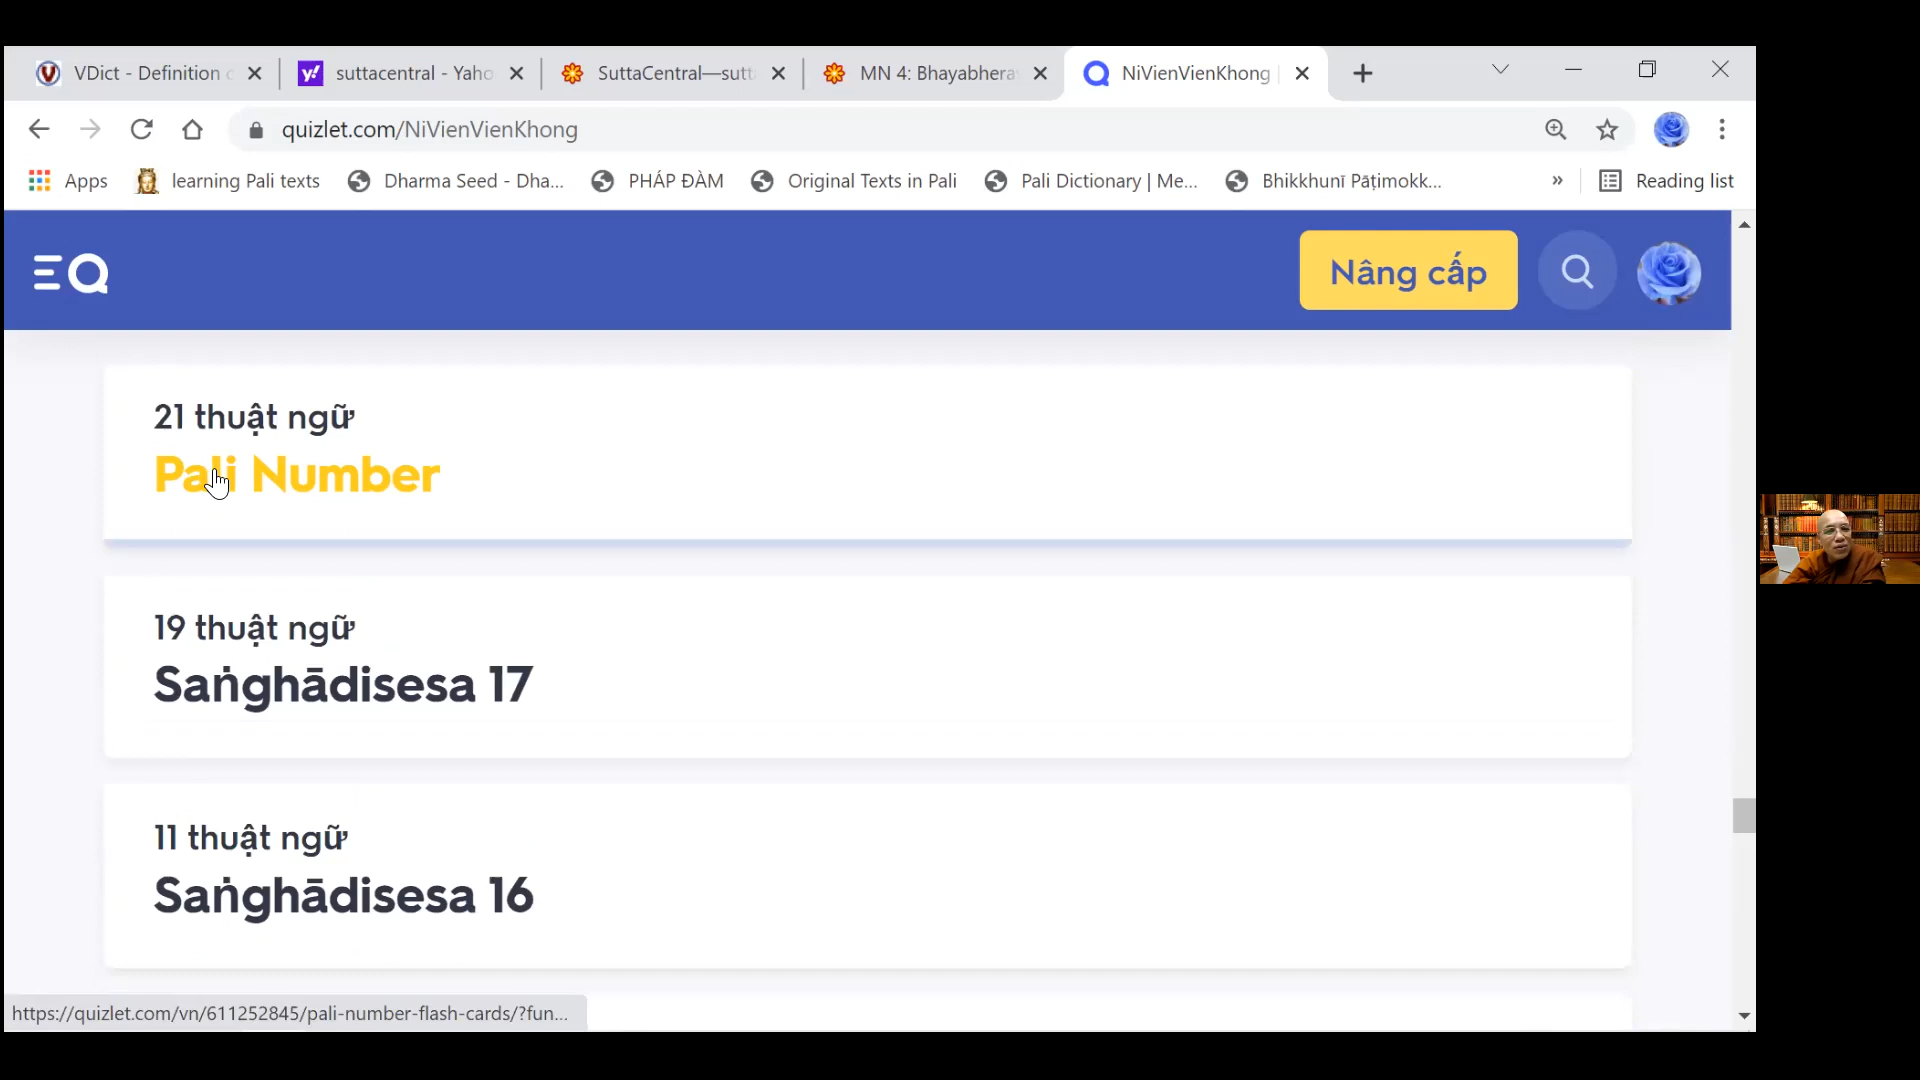 VDict - Definition
suttacentral - Yaho
SuttaCentral—sutt
MN 4: Bhayabhera
NiVienVienKhong
quizlet.com/NiVienVienKhong
Apps
learning Pali texts
Dharma Seed - Dha...
PHÁP ĐÀM
Original Texts in Pali
Pali Dictionary | Me...
Bhikkhunī Pāṭimokk...
»
Reading list
Nâng cấp
21 thuật ngữ
Pali Number
19 thuật ngữ
Saṅghādisesa 17
11 thuật ngữ
Saṅghādisesa 16
https://quizlet.com/vn/611252845/pali-number-flash-cards/?fun...